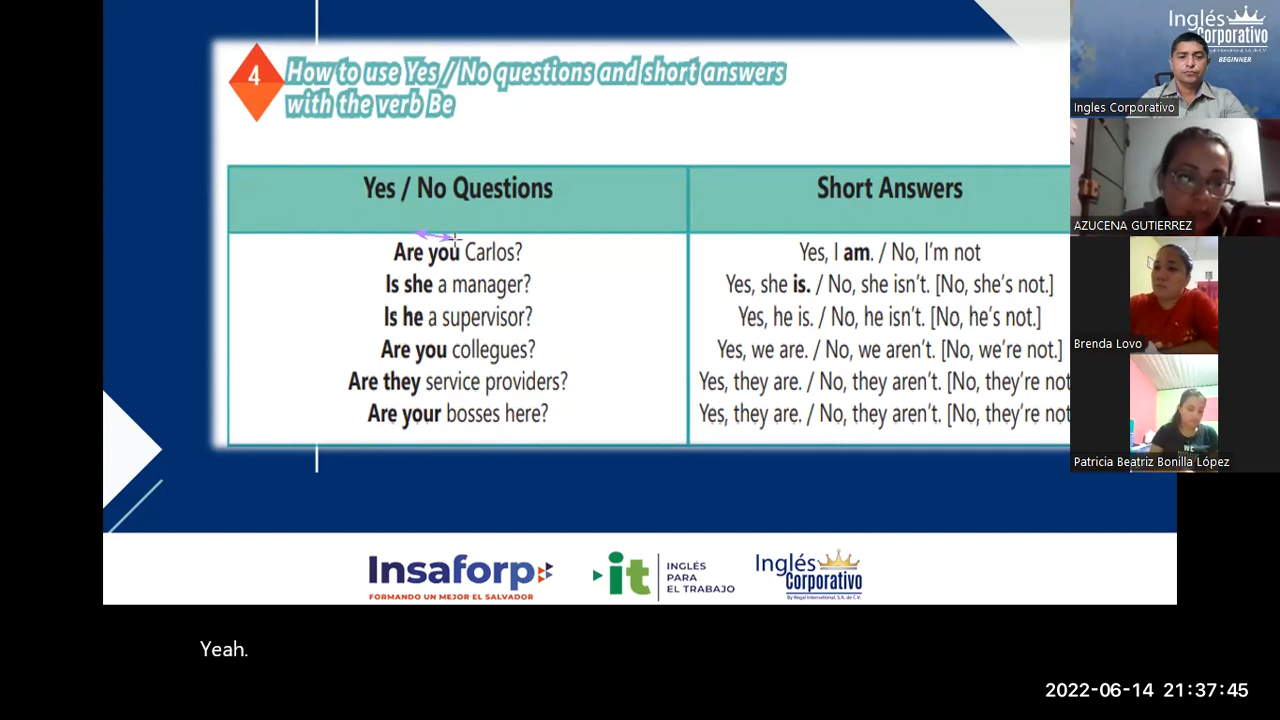 4
How to use Yes / No questions and short answers
with the verb Be
Yes / No Questions
Short Answers
Are you Carlos?
Yes, I am. / No, I'm not
Is she a manager?
Yes, she is. / No, she isn't. [No, she's not.]
Is he a supervisor?
Yes, he is. / No, he isn't. [No, he's not.]
Are you collegues?
Yes, we are. / No, we aren't. [No, we're not.]
Are they service providers?
Yes, they are. / No, they aren't. [No, they're not
Are your bosses here?
Yes, they are. / No, they aren't. [No, they're not
Insaforp
FORMANDO UN MEJOR EL SALVADOR
it
INGLÉS
PARA
EL TRABAJO
Inglés
Corporativo
By Regal International, S.A. de C.V.
Inglés
Corporativo
BEGINNER
Ingles Corporativo
AZUCENA GUTIERREZ
Brenda Lovo
WE
Patricia Beatriz Bonilla López
Yeah.
2022-06-14 21:37:45